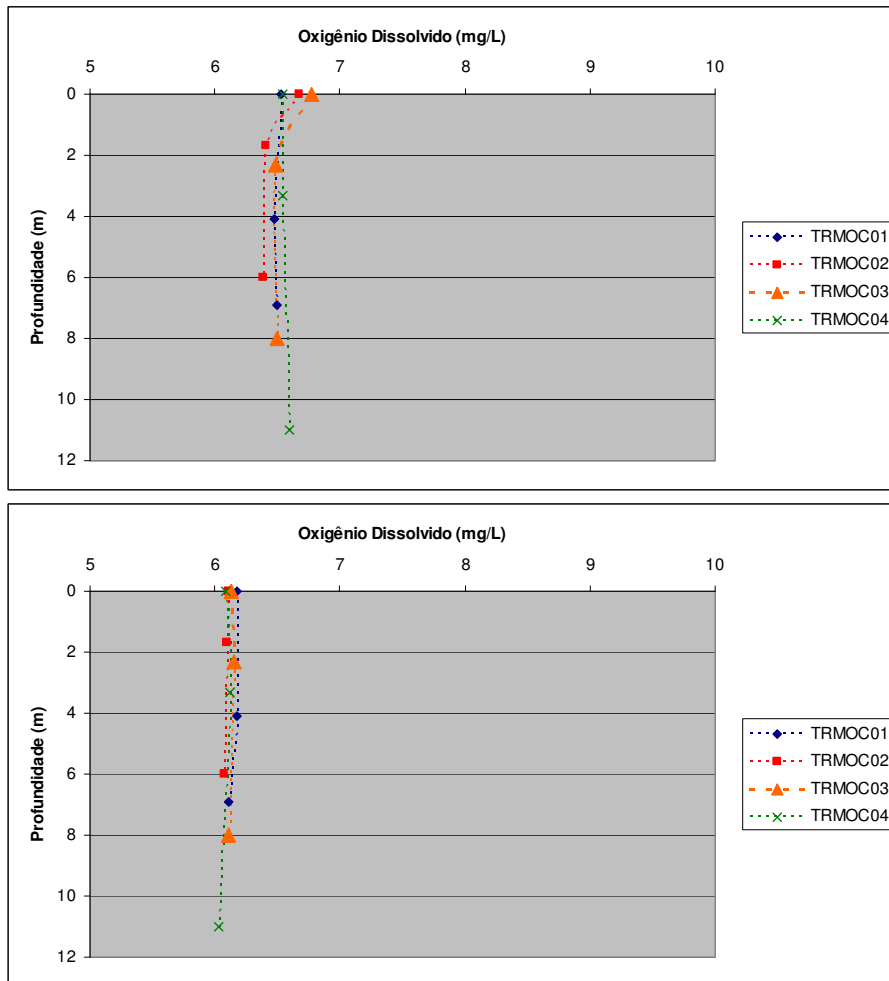 Oxigênio Dissolvido (mg/L)
5 6 7 8 9 10
0
2
4
6
8
10
12
Profundidade (m)
TRMOC01
TRMOC02
TRMOC03
TRMOC04
Oxigênio Dissolvido (mg/L)
5 6 7 8 9 10
0
2
4
6
8
10
12
Profundidade (m)
TRMOC01
TRMOC02
TRMOC03
TRMOC04